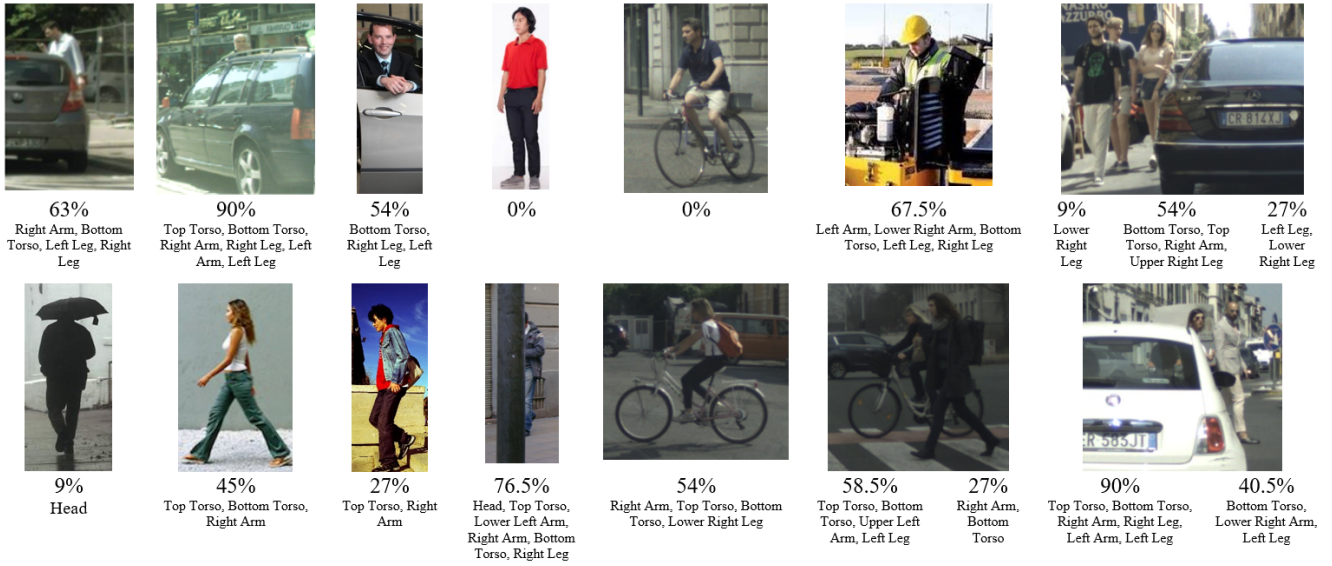 NASTRO
AZZURRO
CR 814XJ
63%
90%
54%
0%
0%
67.5%
9%
54%
27%
Right Arm, Bottom
Torso, Left Leg, Right
Leg
Top Torso, Bottom Torso,
Right Arm, Right Leg, Left
Arm, Left Leg
Bottom Torso,
Right Leg, Left
Leg
Left Arm, Lower Right Arm, Bottom
Torso, Left Leg, Right Leg
Lower
Right
Leg
Bottom Torso, Top
Torso, Right Arm,
Upper Right Leg
Left Leg,
Lower
Right Leg
CR 585JT
9%
45%
27%
76.5%
54%
58.5%
27%
90%
40.5%
Head
Top Torso, Bottom Torso,
Right Arm
Top Torso, Right
Arm
Head, Top Torso,
Lower Left Arm,
Right Arm, Bottom
Torso, Right Leg
Right Arm, Top Torso, Bottom
Torso, Lower Right Leg
Top Torso, Bottom
Torso, Upper Left
Arm, Left Leg
Right Arm,
Bottom
Torso
Top Torso, Bottom Torso,
Right Arm, Right Leg,
Left Arm, Left Leg
Bottom Torso,
Lower Right Arm,
Left Leg